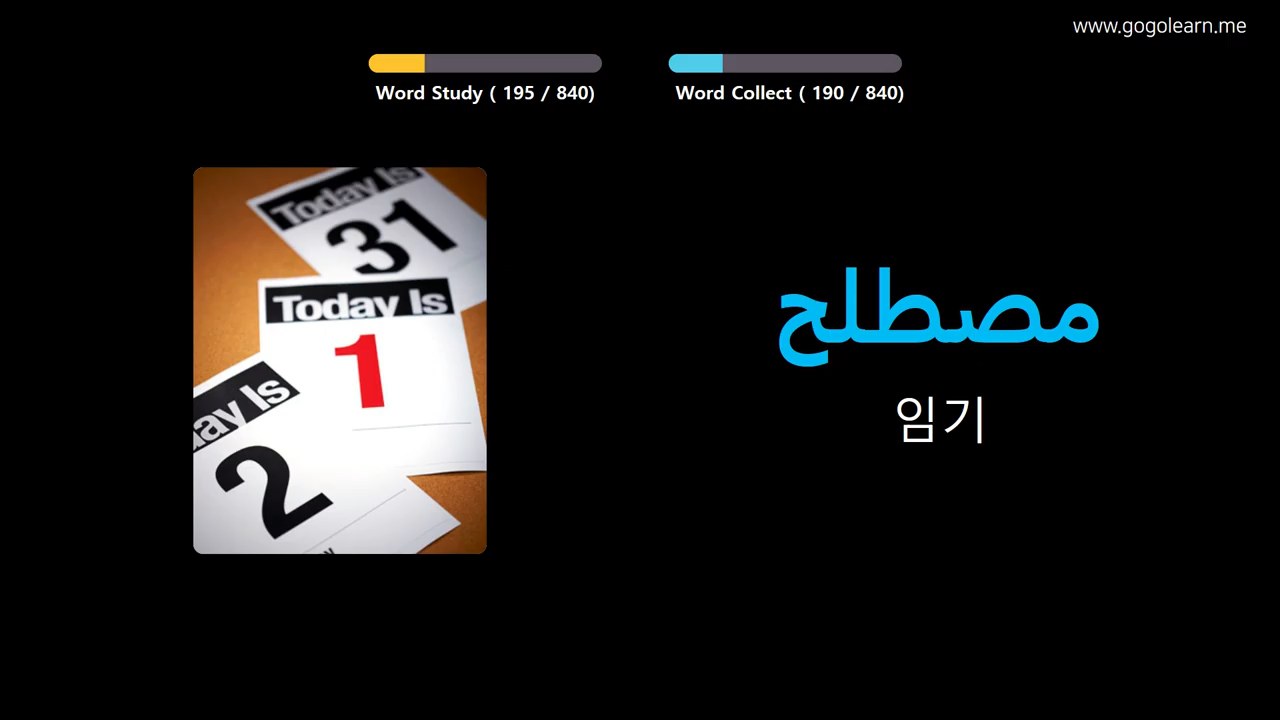 www.gogolearn.me
Word Study ( 195 / 840)
Word Collect ( 190 / 840)
Today Is
31
Today Is
1
ay Is
2
مصطلح
임기